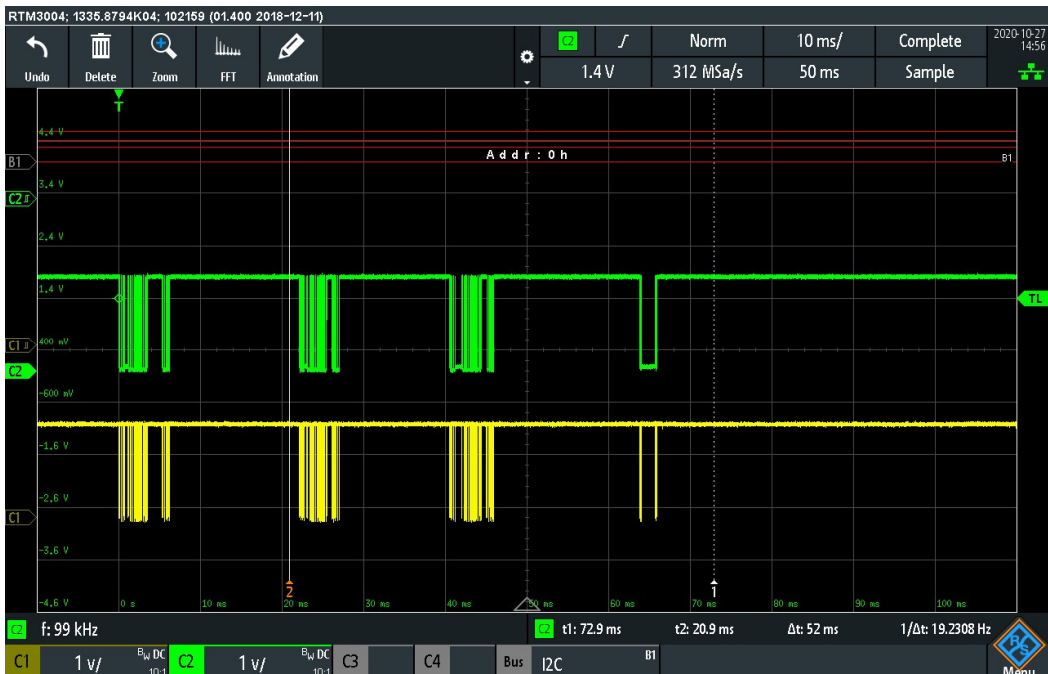 RTM3004; 1335.8794K04; 102159 (01.400 2018-12-11)
Undo Delete Zoom FFT Annotation
C2 Norm 10 ms/ Complete 2020-10-27
1.4 V 312 MSa/s 50 ms Sample 14:56
T
4.4 V
Addr: 0 h
B1 B1
3.4 V
C2
2.4 V
1.4 V
TL
C1 400 mV
C2
-600 mV
-1.6 V
-2.6 V
C1
-3.6 V
2 1
-4.6 V 0 s 10 ms 20 ms 30 ms 40 ms 50 ms 60 ms 70 ms 80 ms 90 ms 100 ms
C2 f: 99 kHz C2 t1: 72.9 ms t2: 20.9 ms Δt: 52 ms 1/Δt: 19.2308 Hz
C1 1 V/ BW DC 10:1 C2 1 V/ BW DC 10:1 C3 C4 Bus I2C B1
R&S
Menu